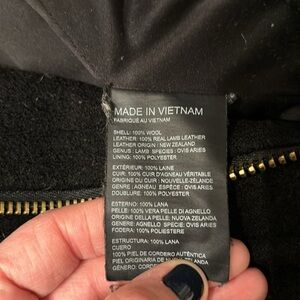 MADE IN VIETNAM
FABRIQUÉ AU VIETNAM
SHELL: 100% WOOL
LEATHER: 100% REAL LAMB LEATHER
LEATHER ORIGIN: NEW ZEALAND
GENUS: LAMB SPECIES: OVIS ARIES
LINING: 100% POLYESTER
EXTÉRIEUR: 100% LAINE
CUIR: 100% CUIR D'AGNEAU VÉRITABLE
ORIGINE DU CUIR: NOUVELLE-ZÉLANDE
GENRE: AGNEAU ESPÈCE: OVIS ARIES
DOUBLURE: 100% POLYESTER
ESTERNO: 100% LANA
PELLE: 100% VERA PELLE DI AGNELLO
ORIGINE DELLA PELLE: NUOVA ZELANDA
GENERE: AGNELLO SPECIE: OVIS ARIES
FODERA: 100% POLIESTERE
ESTRUCTURA: 100% LANA
CUERO
100% PIEL DE CORDERO AUTÉNTICA
PIEL ORIGINARIA DE
GÉNERO: CORDERO